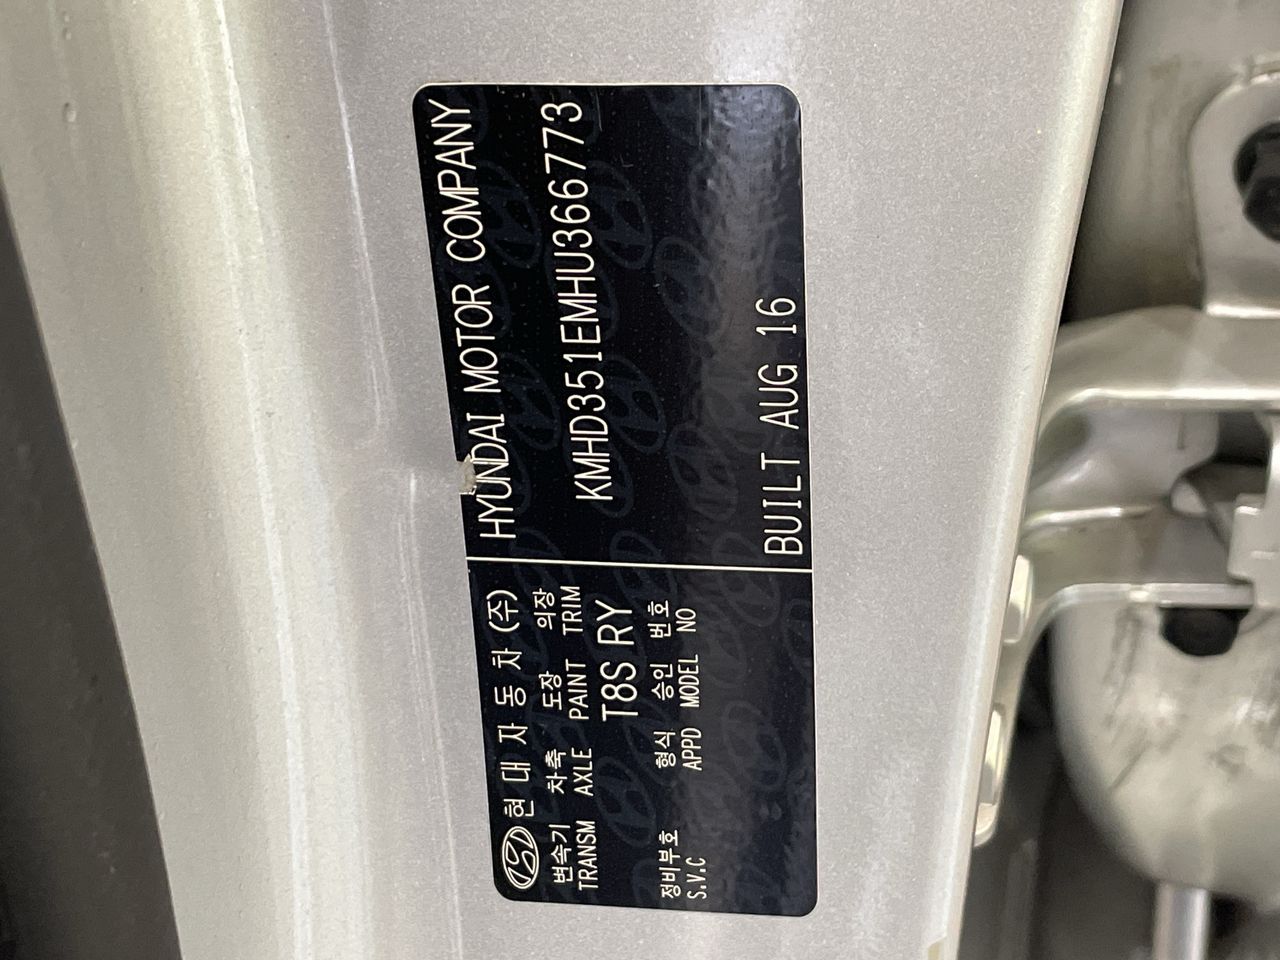 현대자동차(주)
변속기 차축 도장 의장
TRANSM AXLE PAINT TRIM
T8S RY
정비부호 형식 승인 번호
S.V.C APPD MODEL NO
HYUNDAI MOTOR COMPANY
KMHD351EMHU366773
BUILT AUG 16